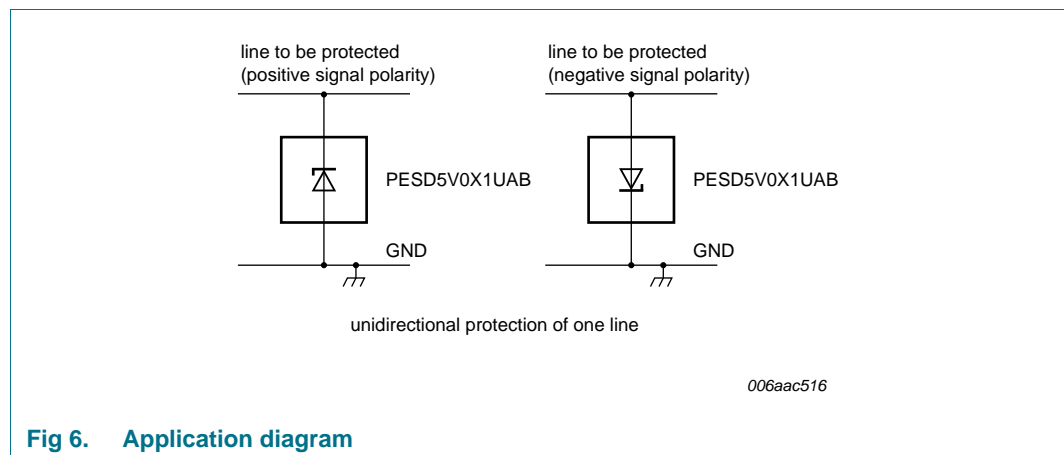 line to be protected
(positive signal polarity)
line to be protected
(negative signal polarity)
PESD5V0X1UAB
PESD5V0X1UAB
GND
GND
unidirectional protection of one line
006aac516
Fig 6. Application diagram